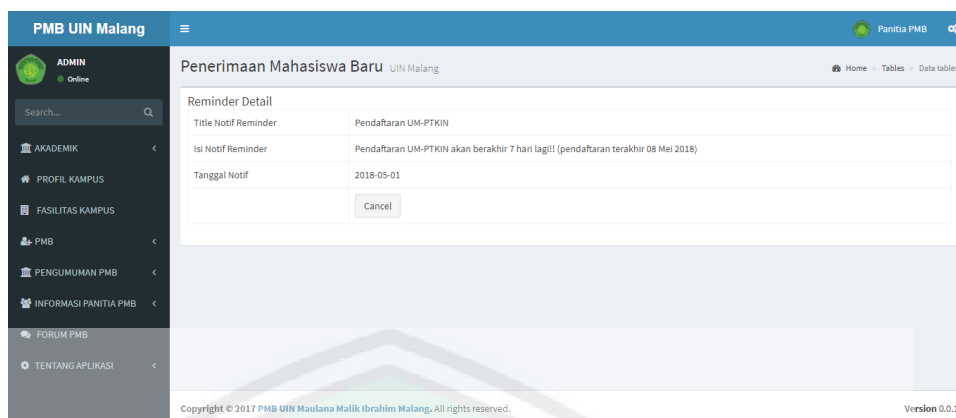 PMB UIN Malang
Panitia PMB
ADMIN
Online
Search...
AKADEMIK
PROFIL KAMPUS
FASILITAS KAMPUS
PMB
PENGUMUMAN PMB
INFORMASI PANITIA PMB
FORUM PMB
TENTANG APLIKASI
Penerimaan Mahasiswa Baru UIN Malang
Home > Tables > Data tables
Reminder Detail
Title Notif Reminder Pendaftaran UM-PTKIN
Isi Notif Reminder Pendaftaran UM-PTKIN akan berakhir 7 hari lagi!! (pendaftaran terakhir 08 Mei 2018)
Tanggal Notif 2018-05-01
Cancel
Copyright © 2017 PMB UIN Maulana Malik Ibrahim Malang. All rights reserved.
Version 0.0.1